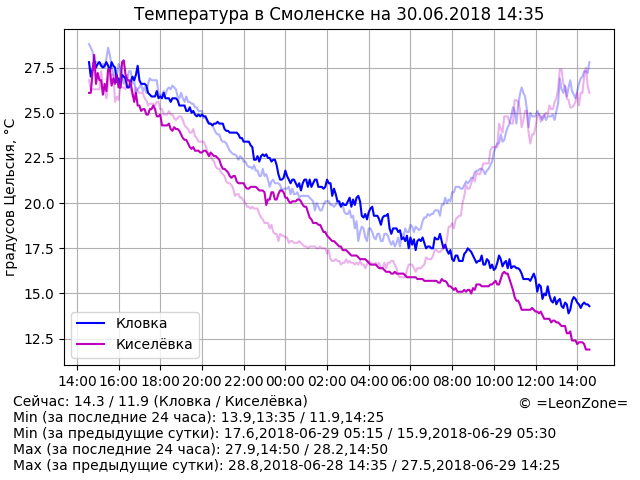 Температура в Смоленске на 30.06.2018 14:35
градусов Цельсия, °C
27.5
25.0
22.5
20.0
17.5
15.0
12.5
Кловка
Киселёвка
14:00 16:00 18:00 20:00 22:00 00:00 02:00 04:00 06:00 08:00 10:00 12:00 14:00
Сейчас: 14.3 / 11.9 (Кловка / Киселёвка)
© =LeonZone=
Min (за последние 24 часа): 13.9,13:35 / 11.9,14:25
Min (за предыдущие сутки): 17.6,2018-06-29 05:15 / 15.9,2018-06-29 05:30
Max (за последние 24 часа): 27.9,14:50 / 28.2,14:50
Max (за предыдущие сутки): 28.8,2018-06-28 14:35 / 27.5,2018-06-29 14:25